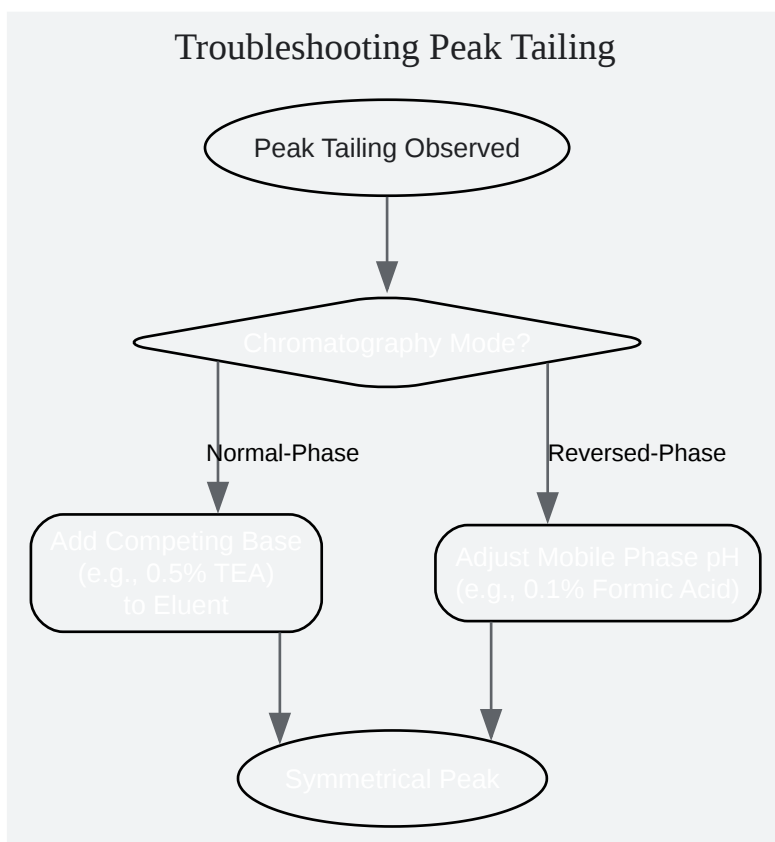 Troubleshooting Peak Tailing
Peak Tailing Observed
Chromatography Mode?
Normal-Phase
Reversed-Phase
Add Competing Base
(e.g., 0.5% TEA)
to Eluent
Adjust Mobile Phase pH
(e.g., 0.1% Formic Acid)
Symmetrical Peak